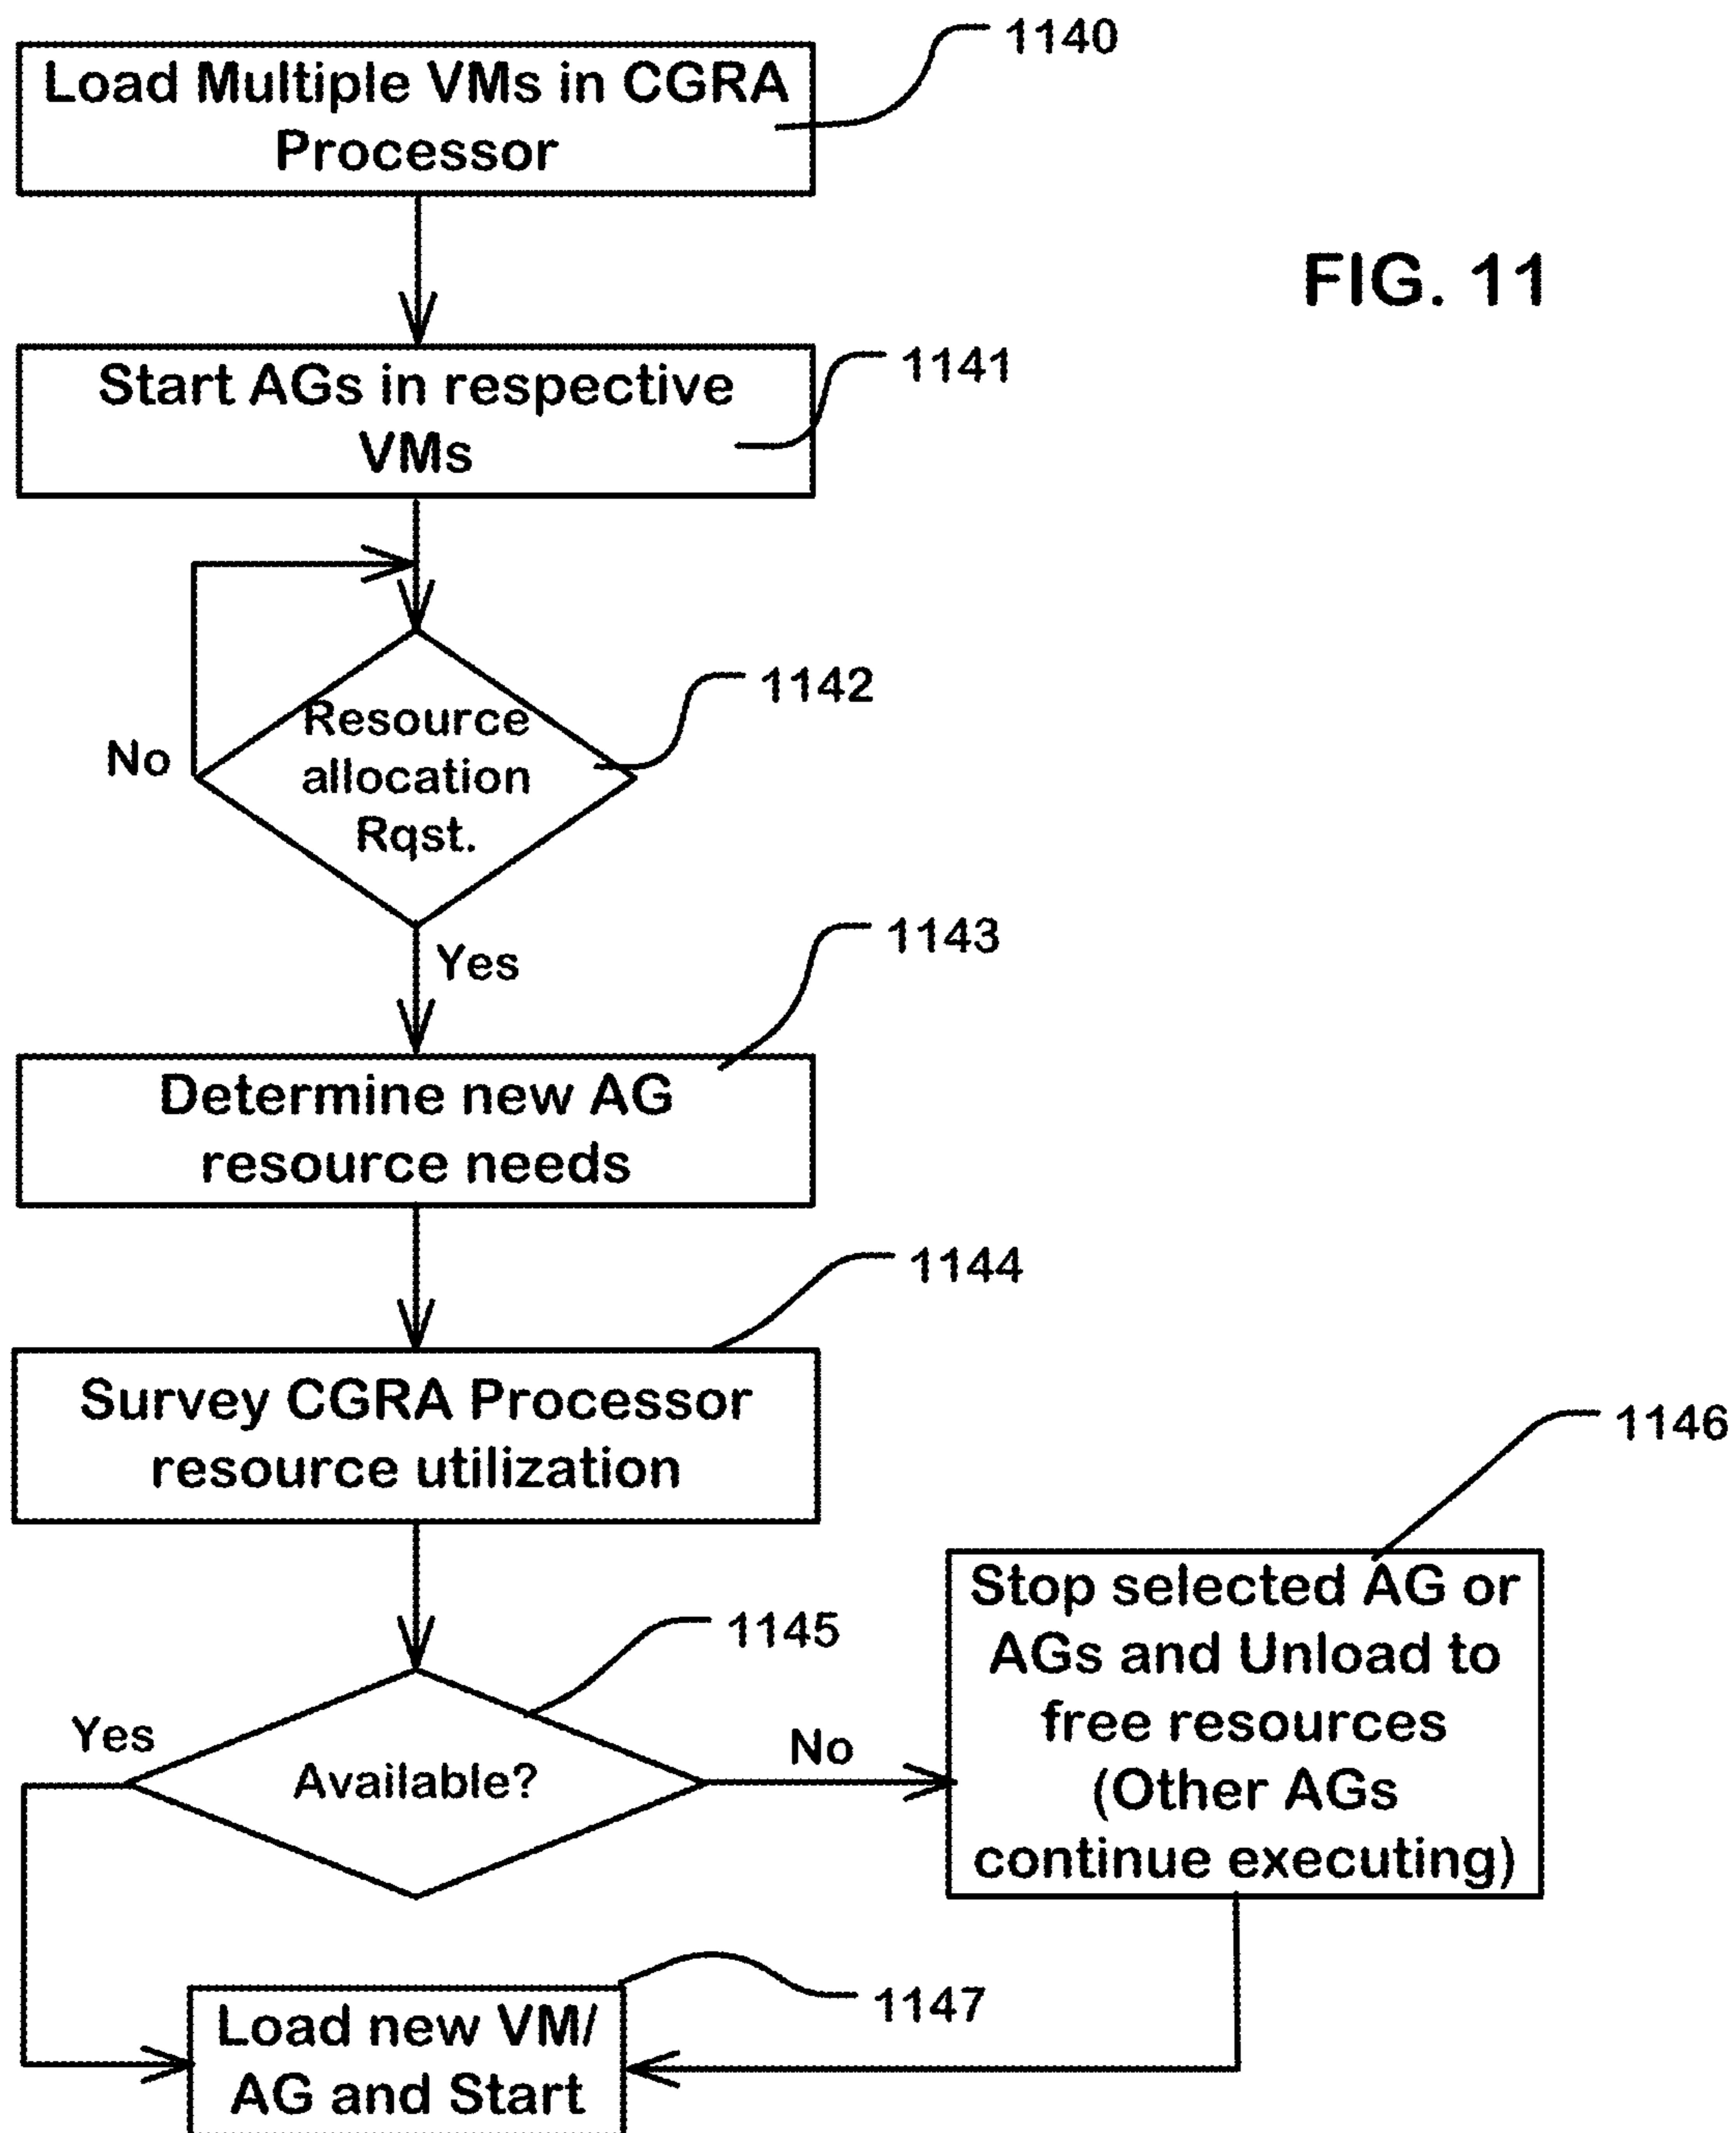 1140
Load Multiple VMs in CGRA
Processor
FIG. 11
1141
Start AGs in respective
VMs
1142
Resource
allocation
Rqst.
No
Yes
1143
Determine new AG
resource needs
1144
Survey CGRA Processor
resource utilization
1145
Available?
Yes
No
1146
Stop selected AG or
AGs and Unload to
free resources
(Other AGs
continue executing)
1147
Load new VM/
AG and Start